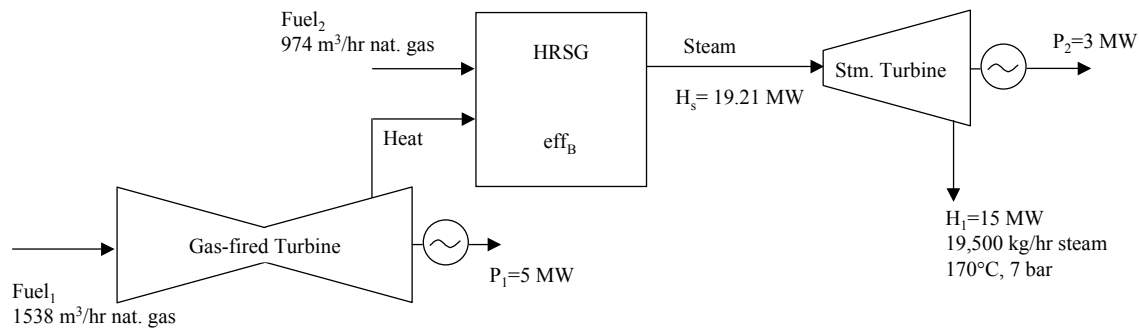 Fuel₂
974 m³/hr nat. gas
HRSG
eff_B
Steam
H_s= 19.21 MW
Stm. Turbine
P₂=3 MW
Heat
Gas-fired Turbine
P₁=5 MW
H₁=15 MW
19,500 kg/hr steam
170°C, 7 bar
Fuel₁
1538 m³/hr nat. gas